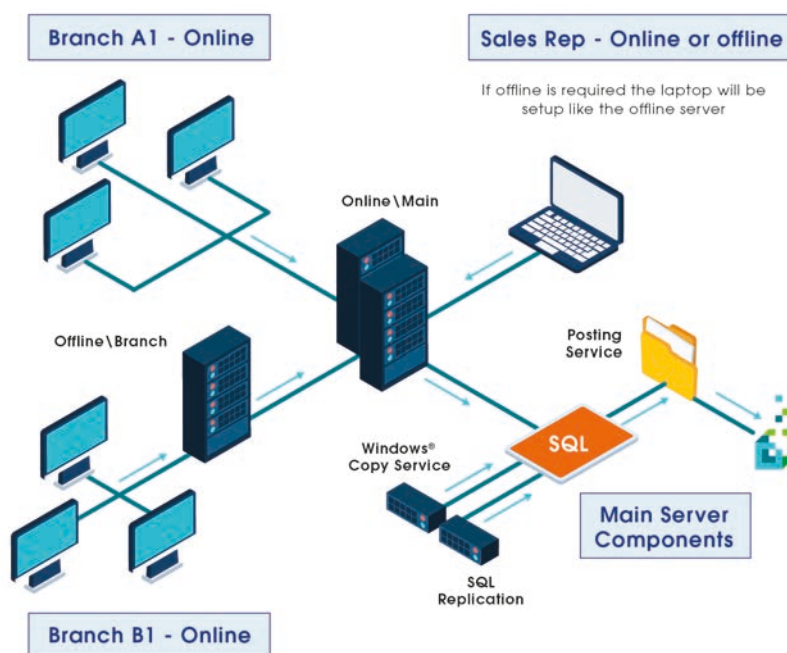 Branch A1 - Online
Sales Rep - Online or offline
If offline is required the laptop will be
setup like the offline server
Online\Main
Offline\Branch
Posting
Service
SQL
Windows®
Copy Service
Main Server
Components
SQL
Replication
Branch B1 - Online